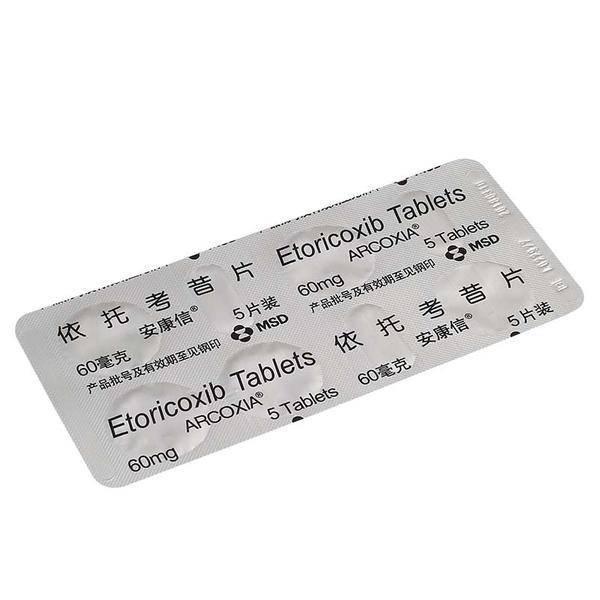 Etoricoxib Tablets
ARCOXIA®
60mg
5 Tablets
MSD
产品批号及有效期至见钢印
依托考昔片
安康信®
60毫克
5片装
MSD
产品批号及有效期至见钢印
依托考昔片
安康信®
60毫克
5片装
Etoricoxib Tablets
ARCOXIA®
60mg
5 Tablets